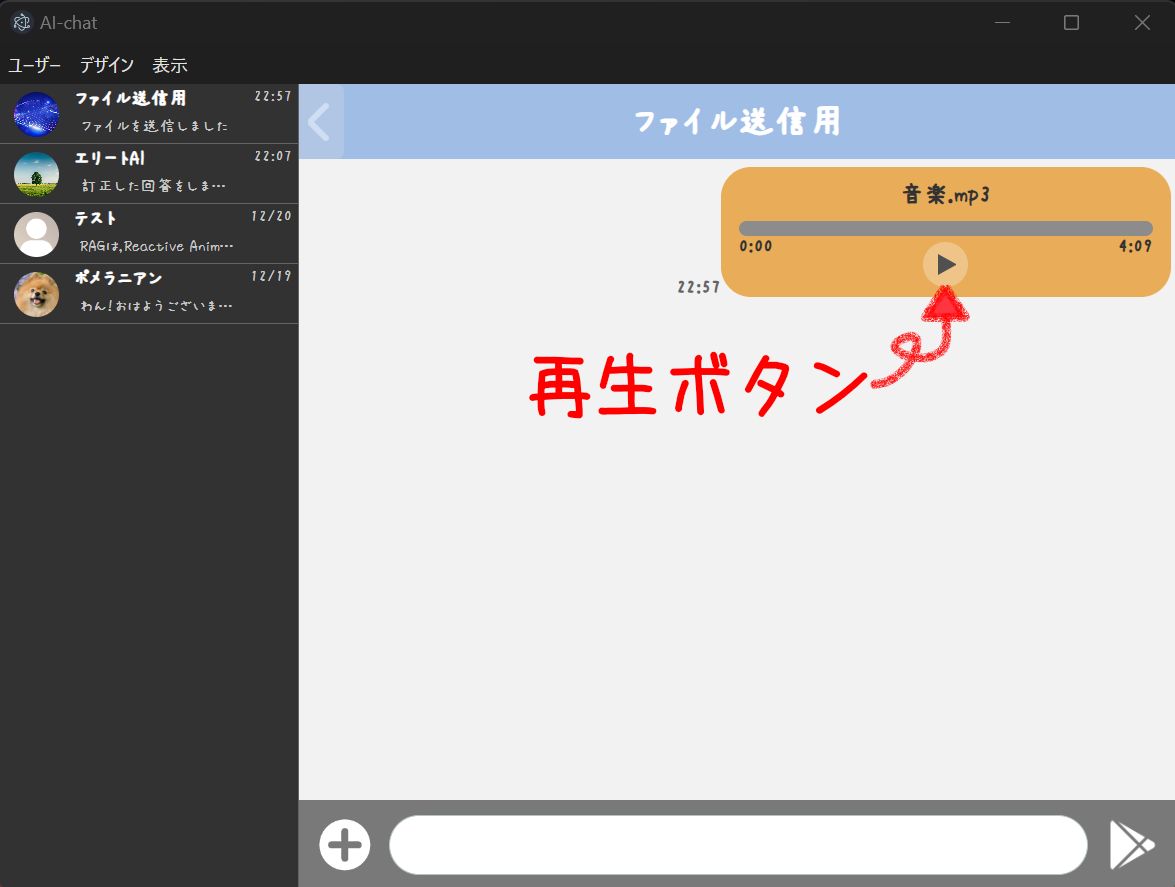 AI-chat
ユーザー デザイン 表示
ファイル送信用 22:57
ファイルを送信しました
エリートAI 22:07
訂正した回答をしま…
テスト 12/20
RAGは,Reactive Anim…
ポメラニアン 12/19
わん!おはようございま…
ファイル送信用
音楽.mp3
0:00 4:09
22:57
再生ボタン